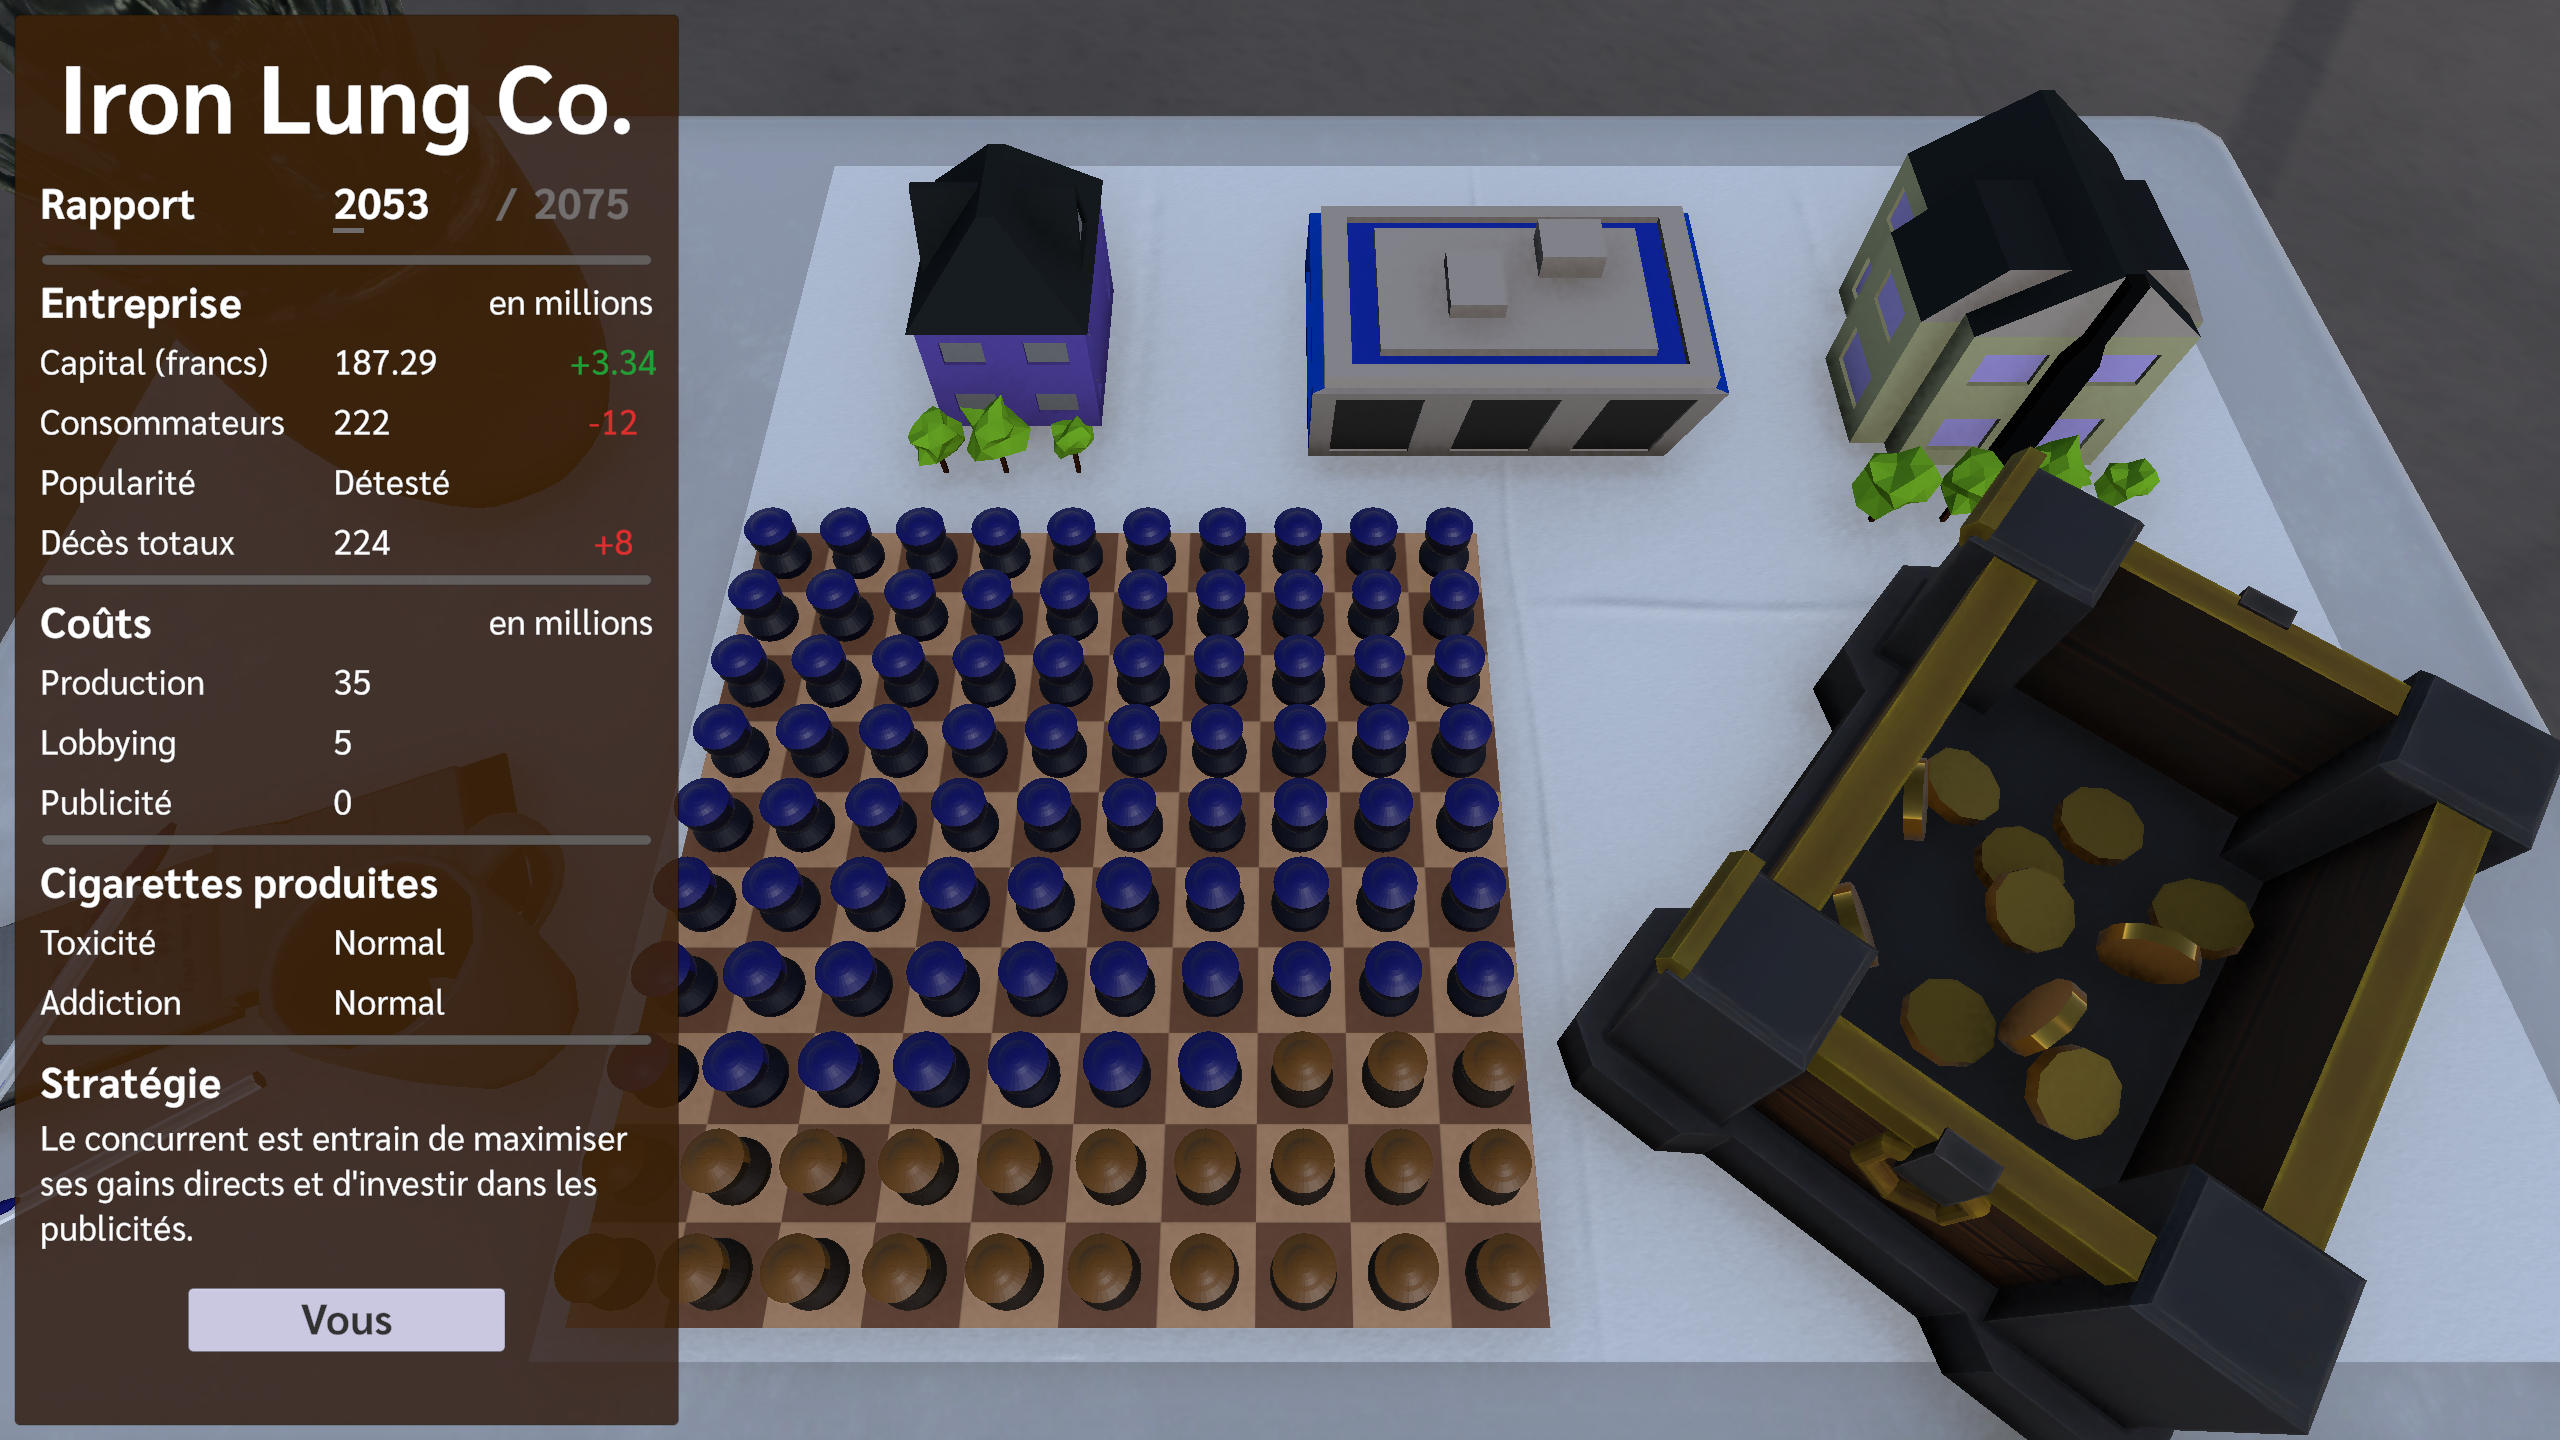 Iron Lung Co.
Rapport 2053 / 2075
Entreprise en millions
Capital (francs) 187.29 +3.34
Consommateurs 222 -12
Popularité Détesté
Décès totaux 224 +8
Coûts en millions
Production 35
Lobbying 5
Publicité 0
Cigarettes produites
Toxicité Normal
Addiction Normal
Stratégie
Le concurrent est entrain de maximiser
ses gains directs et d'investir dans les
publicités.
Vous